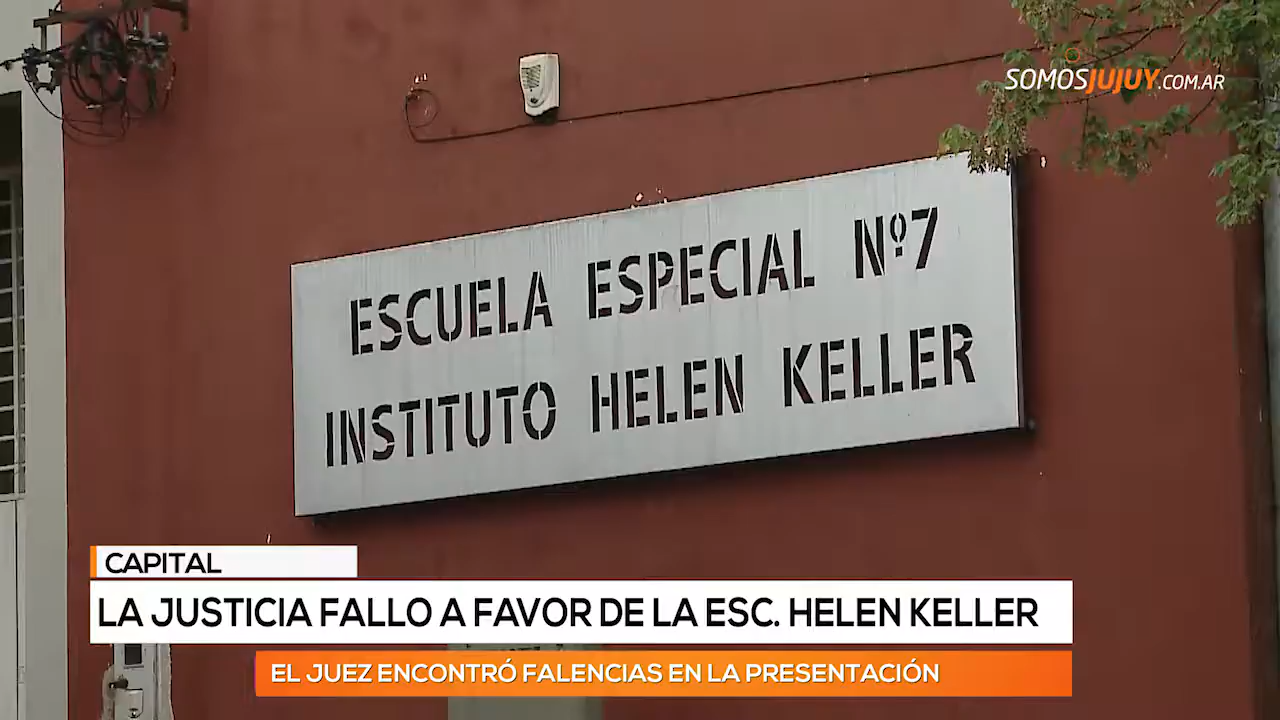 SOMOSJUJUY.COM.AR
ESCUELA ESPECIAL Nº7
INSTITUTO HELEN KELLER
CAPITAL
LA JUSTICIA FALLO A FAVOR DE LA ESC. HELEN KELLER
EL JUEZ ENCONTRÓ FALENCIAS EN LA PRESENTACIÓN